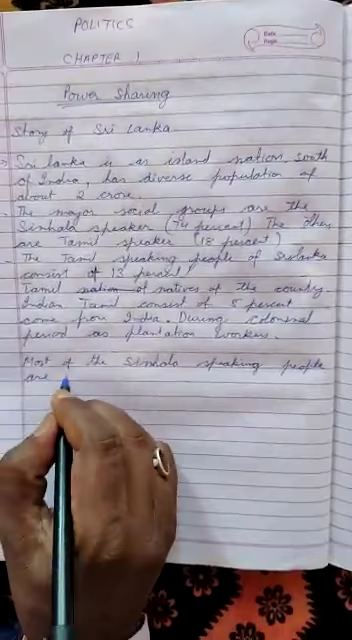 POLITICS
Date
Page
CHAPTER 1
Power Sharing
Story of Sri Lanka
Sri lanka is an island nation south
of India, has diverse population of
about 2 crore.
The major social groups are the
Sinhala speaker (74 percent) The other
are Tamil speaker (18 percent)
The Tamil speaking people of Srilanka
consist of 13 percent
Tamil nation of natives of the country.
Indian Tamil consist of 5 percent
come from India. During colonial
period as plantation workers.
Most of the Sinhala speaking people
are